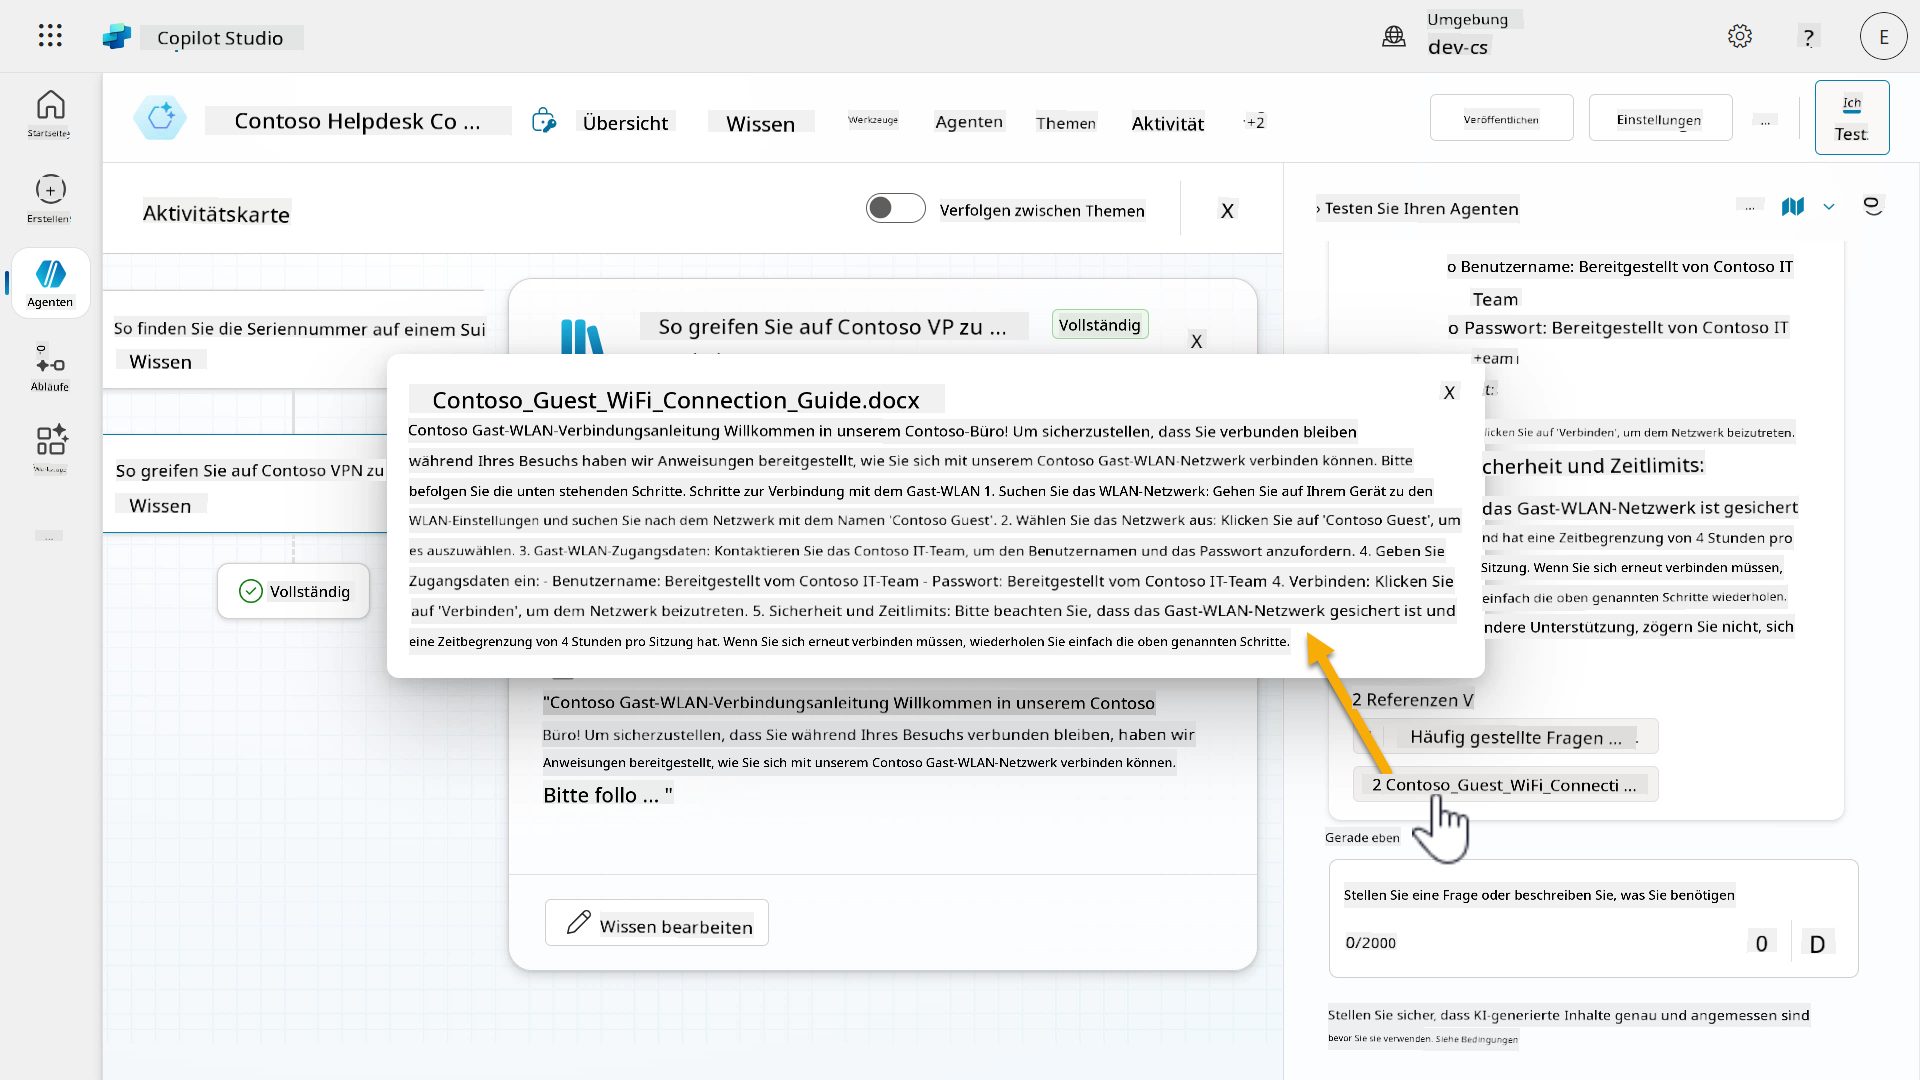 Copilot Studio
Umgebung
dev-cs
?
E
Startseite
Contoso Helpdesk Co ...
Übersicht
Wissen
Werkzeuge
Agenten
Themen
Aktivität
+2
Veröffentlichen
Einstellungen
...
Ich
Test
Erstellen
Agenten
Abläufe
Werkzeuge
...
Aktivitätskarte
Verfolgen zwischen Themen
X
› Testen Sie Ihren Agenten
...
So finden Sie die Seriennummer auf einem Sui
Wissen
So greifen Sie auf Contoso VPN zu
Wissen
Vollständig
So greifen Sie auf Contoso VP zu ...
Vollständig
X
Contoso_Guest_WiFi_Connection_Guide.docx
X
Contoso Gast-WLAN-Verbindungsanleitung Willkommen in unserem Contoso-Büro! Um sicherzustellen, dass Sie verbunden bleiben
während Ihres Besuchs haben wir Anweisungen bereitgestellt, wie Sie sich mit unserem Contoso Gast-WLAN-Netzwerk verbinden können. Bitte
befolgen Sie die unten stehenden Schritte. Schritte zur Verbindung mit dem Gast-WLAN 1. Suchen Sie das WLAN-Netzwerk: Gehen Sie auf Ihrem Gerät zu den
WLAN-Einstellungen und suchen Sie nach dem Netzwerk mit dem Namen 'Contoso Guest'. 2. Wählen Sie das Netzwerk aus: Klicken Sie auf 'Contoso Guest', um
es auszuwählen. 3. Gast-WLAN-Zugangsdaten: Kontaktieren Sie das Contoso IT-Team, um den Benutzernamen und das Passwort anzufordern. 4. Geben Sie
Zugangsdaten ein: - Benutzername: Bereitgestellt vom Contoso IT-Team - Passwort: Bereitgestellt vom Contoso IT-Team 4. Verbinden: Klicken Sie
auf 'Verbinden', um dem Netzwerk beizutreten. 5. Sicherheit und Zeitlimits: Bitte beachten Sie, dass das Gast-WLAN-Netzwerk gesichert ist und
eine Zeitbegrenzung von 4 Stunden pro Sitzung hat. Wenn Sie sich erneut verbinden müssen, wiederholen Sie einfach die oben genannten Schritte.
"Contoso Gast-WLAN-Verbindungsanleitung Willkommen in unserem Contoso
Büro! Um sicherzustellen, dass Sie während Ihres Besuchs verbunden bleiben, haben wir
Anweisungen bereitgestellt, wie Sie sich mit unserem Contoso Gast-WLAN-Netzwerk verbinden können.
Bitte follo ... "
Wissen bearbeiten
o Benutzername: Bereitgestellt von Contoso IT
Team
o Passwort: Bereitgestellt von Contoso IT
+eam
t:
licken Sie auf 'Verbinden', um dem Netzwerk beizutreten.
cherheit und Zeitlimits:
das Gast-WLAN-Netzwerk ist gesichert
nd hat eine Zeitbegrenzung von 4 Stunden pro
Sitzung. Wenn Sie sich erneut verbinden müssen,
einfach die oben genannten Schritte wiederholen.
ndere Unterstützung, zögern Sie nicht, sich
2 Referenzen V
Häufig gestellte Fragen ...
2 Contoso_Guest_WiFi_Connecti ...
Gerade eben
Stellen Sie eine Frage oder beschreiben Sie, was Sie benötigen
0/2000
0
D
Stellen Sie sicher, dass KI-generierte Inhalte genau und angemessen sind
bevor Sie sie verwenden. Siehe Bedingungen